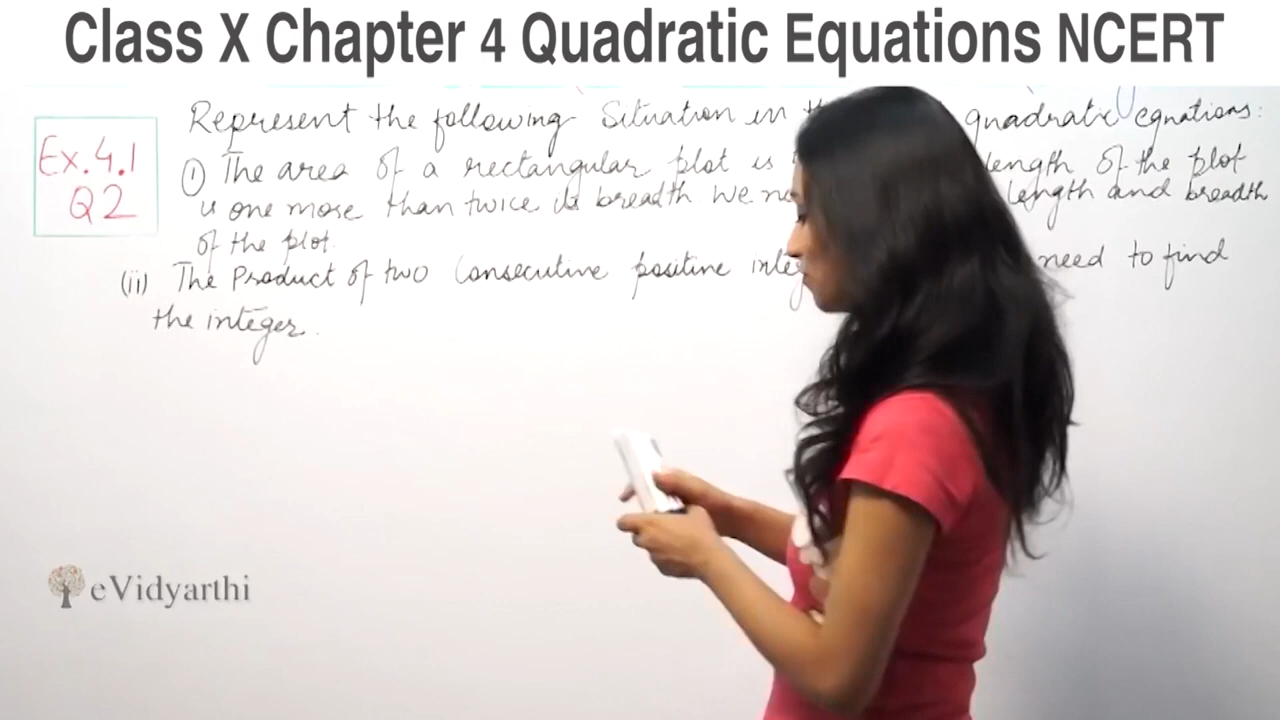 Class X Chapter 4 Quadratic Equations NCERT
Represent the following Situation in quadratic equations:
Ex.4.1
Q2
(i) The area of a rectangular plot is length of the plot
is one more than twice its breadth We length and breadth
of the plot.
(ii) The Product of two Consecutive positive need to find
the integer.
eVidyarthi